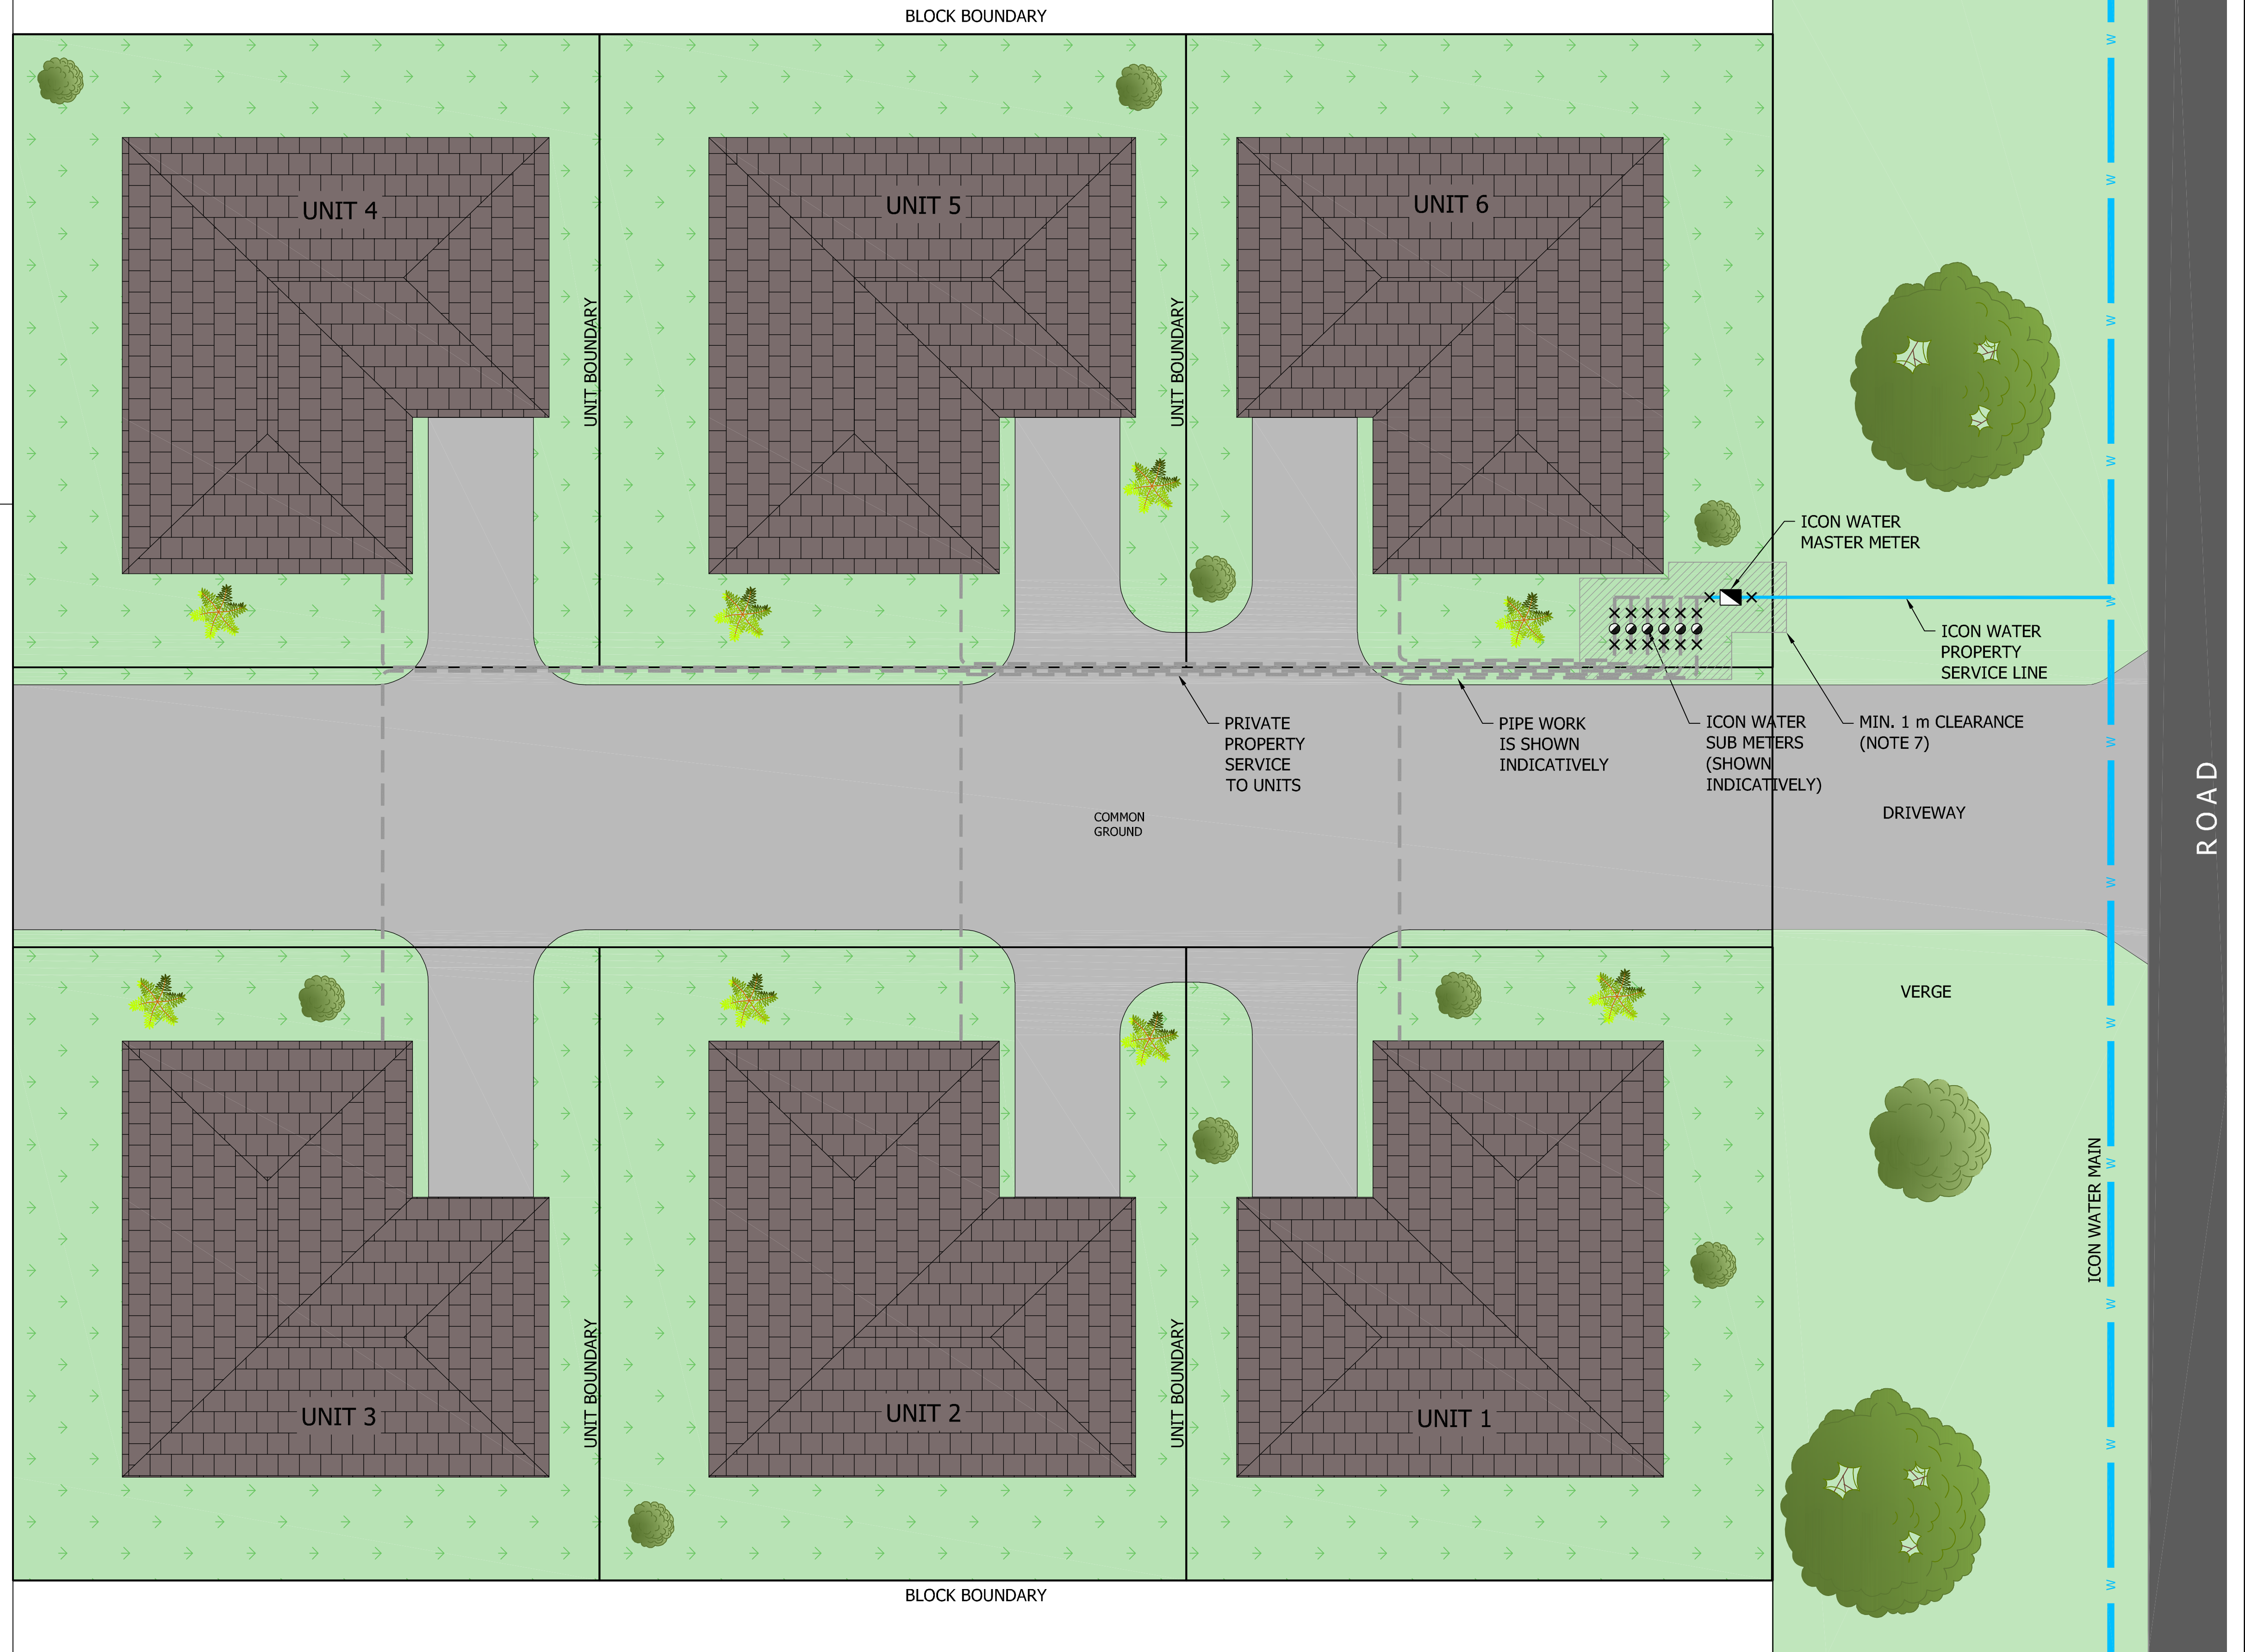 BLOCK BOUNDARY
UNIT 4
UNIT 5
UNIT 6
UNIT BOUNDARY
UNIT BOUNDARY
ICON WATER
MASTER METER
ICON WATER
PROPERTY
SERVICE LINE
PRIVATE
PROPERTY
SERVICE
TO UNITS
PIPE WORK
IS SHOWN
INDICATIVELY
ICON WATER
SUB METERS
(SHOWN
INDICATIVELY)
MIN. 1 m CLEARANCE
(NOTE 7)
COMMON
GROUND
DRIVEWAY
ROAD
VERGE
ICON WATER MAIN
W
W
W
W
W
W
W
W
W
W
W
W
UNIT BOUNDARY
UNIT BOUNDARY
UNIT 3
UNIT 2
UNIT 1
BLOCK BOUNDARY